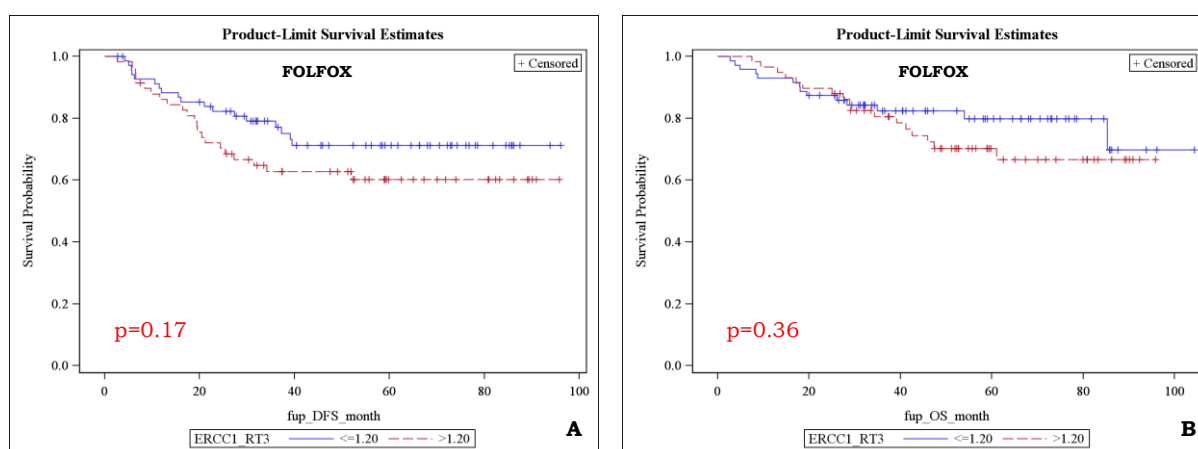 Product-Limit Survival Estimates
FOLFOX
+ Censored
1.0
0.8
0.6
0.4
0.2
0.0
Survival Probability
p=0.17
0 20 40 60 80 100
fup_DFS_month
ERCC1_RT3 <=1.20 >1.20
A
Product-Limit Survival Estimates
FOLFOX
+ Censored
1.0
0.8
0.6
0.4
0.2
0.0
Survival Probability
p=0.36
0 20 40 60 80 100
fup_OS_month
ERCC1_RT3 <=1.20 >1.20
B